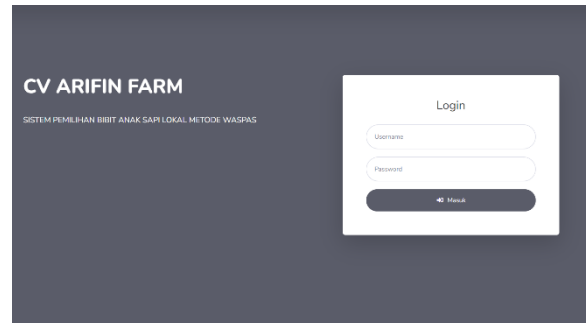 CV ARIFIN FARM
SISTEM PEMILIHAN BIBIT ANAK SAPI LOKAL METODE WASPAS
Login
Username
Password
Masuk